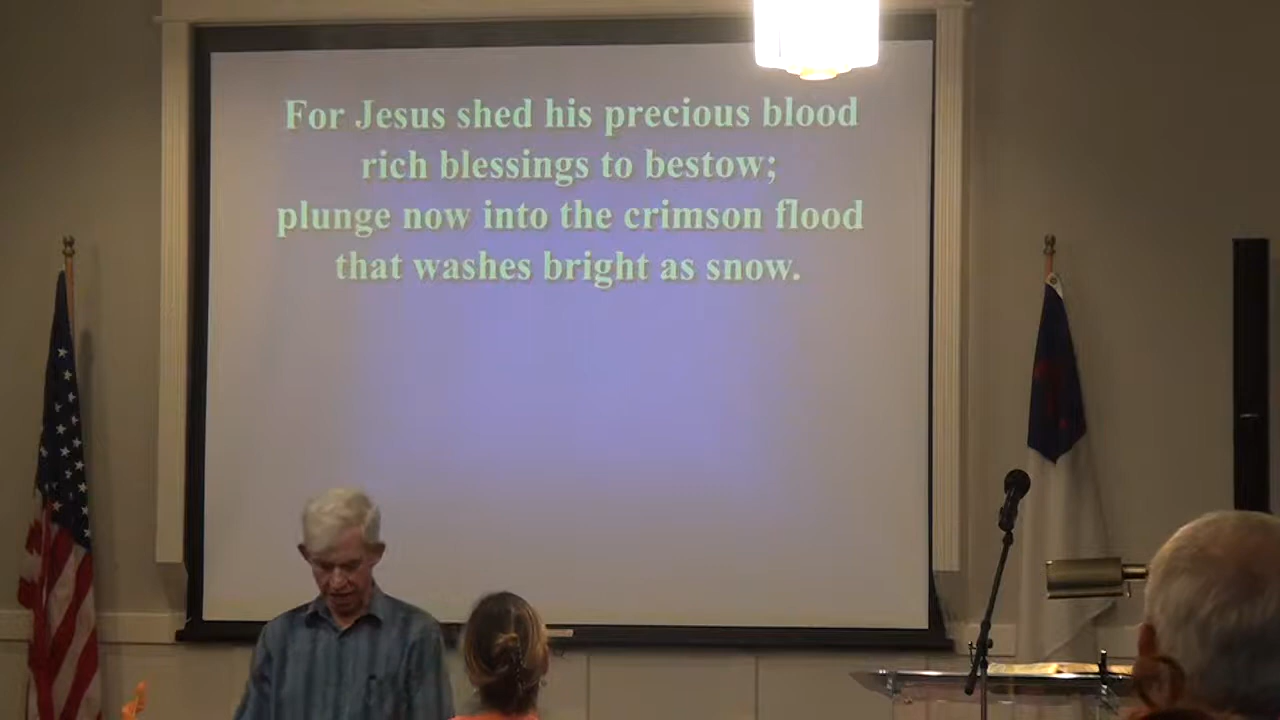 For Jesus shed his precious blood
rich blessings to bestow;
plunge now into the crimson flood
that washes bright as snow.